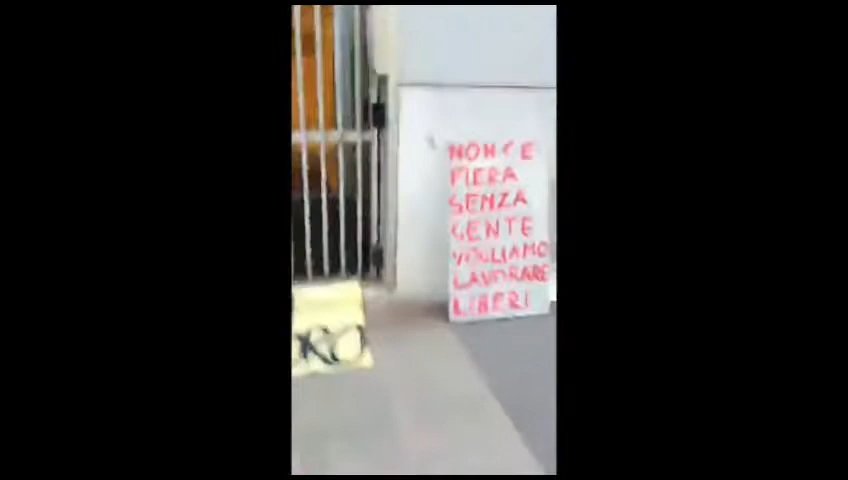 NON C'E
FIERA
SENZA
GENTE
VOGLIAMO
LAVORARE
LIBERI